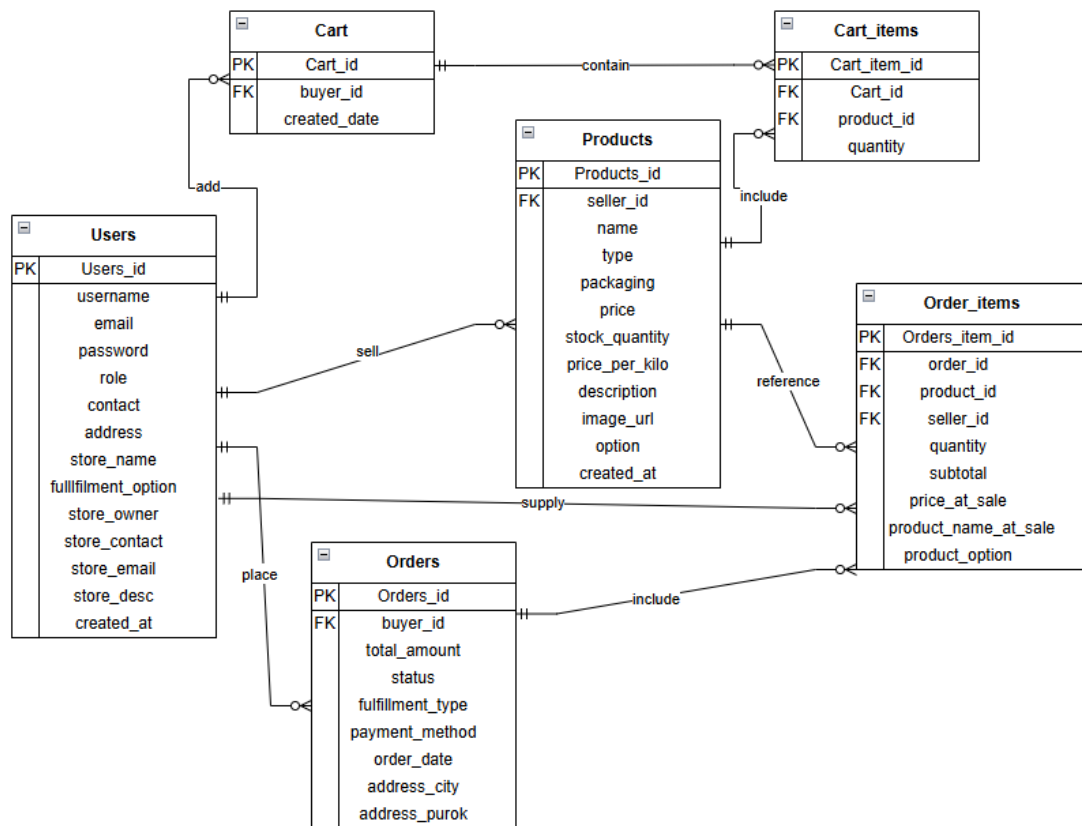 Cart
PK Cart_id
FK buyer_id
created_date
Cart_items
PK Cart_item_id
FK Cart_id
FK product_id
quantity
contain
add
Products
PK Products_id
FK seller_id
name
type
packaging
price
stock_quantity
price_per_kilo
description
image_url
option
created_at
include
Users
PK Users_id
username
email
password
role
contact
address
store_name
fulllfilment_option
store_owner
store_contact
store_email
store_desc
created_at
sell
reference
Order_items
PK Orders_item_id
FK order_id
FK product_id
FK seller_id
quantity
subtotal
price_at_sale
product_name_at_sale
product_option
supply
place
include
Orders
PK Orders_id
FK buyer_id
total_amount
status
fulfillment_type
payment_method
order_date
address_city
address_purok